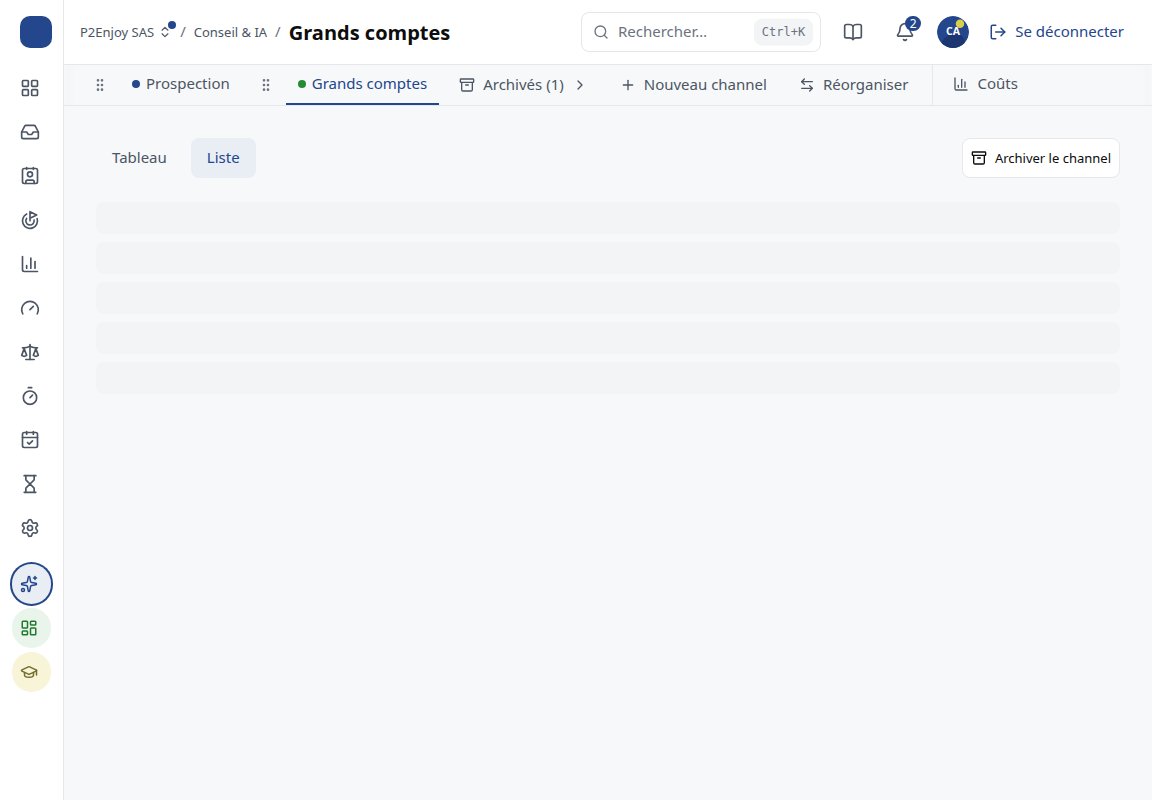 P2Enjoy SAS / Conseil & IA / Grands comptes
Rechercher... Ctrl+K
2
CA
Se déconnecter
Prospection
Grands comptes
Archivés (1)
Nouveau channel
Réorganiser
Coûts
Tableau
Liste
Archiver le channel